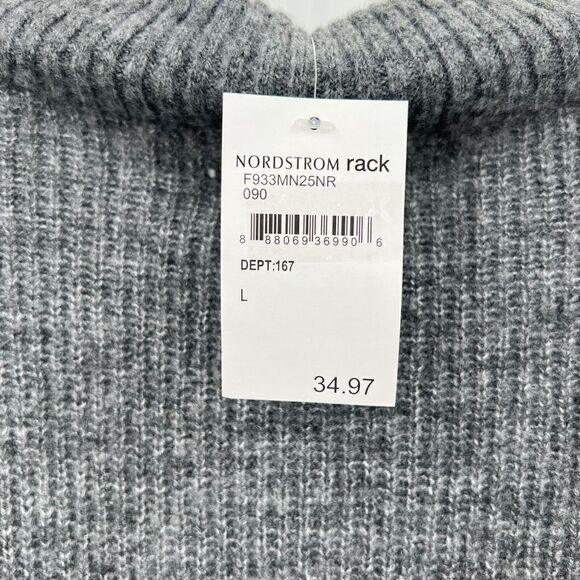 NORDSTROM rack
F933MN25NR
090
8 88069 36990 6
DEPT:167
L
34.97